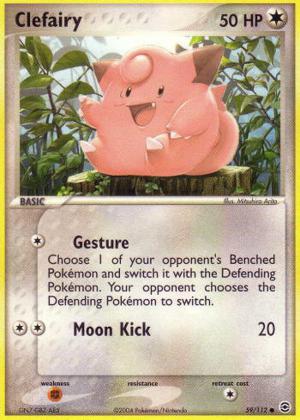 Clefairy 50 HP
BASIC Illus. Mitsuhiro Arita
Gesture
Choose 1 of your opponent's Benched
Pokémon and switch it with the Defending
Pokémon. Your opponent chooses the
Defending Pokémon to switch.
Moon Kick 20
weakness resistance retreat cost
©2004 Pokémon/Nintendo 59/112